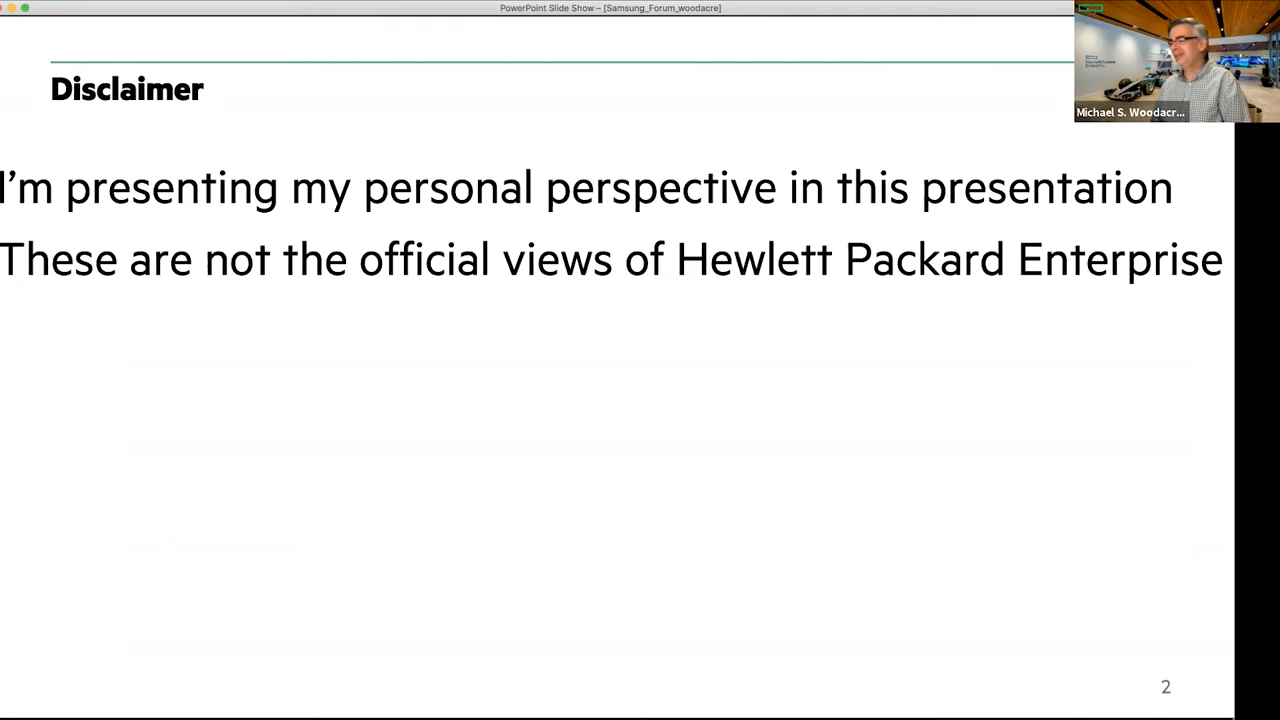 PowerPoint Slide Show – [Samsung_Forum_woodacre]
Disclaimer
Michael S. Woodacr...
I'm presenting my personal perspective in this presentation
These are not the official views of Hewlett Packard Enterprise
2